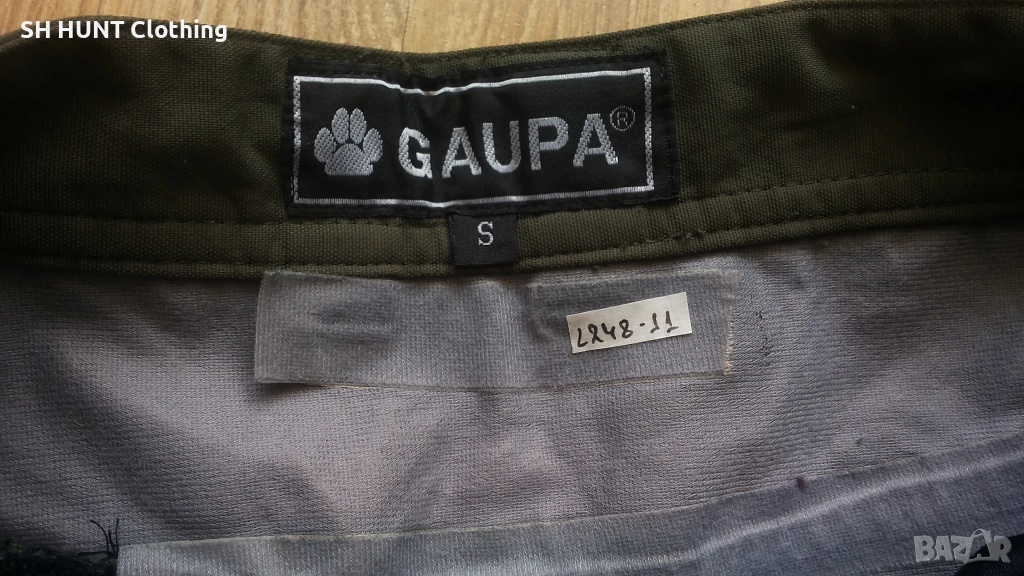 SH HUNT Clothing
GAUPA®
S
L248-11
BAZAR